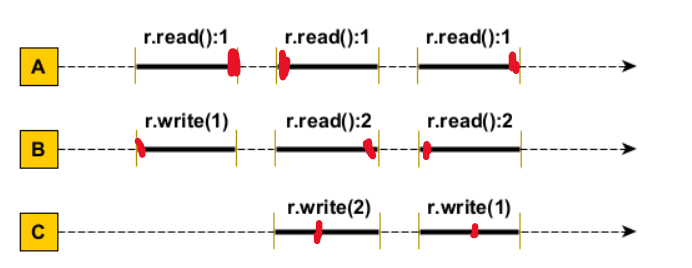 r.read():1 r.read():1 r.read():1
A
r.write(1) r.read():2 r.read():2
B
r.write(2) r.write(1)
C